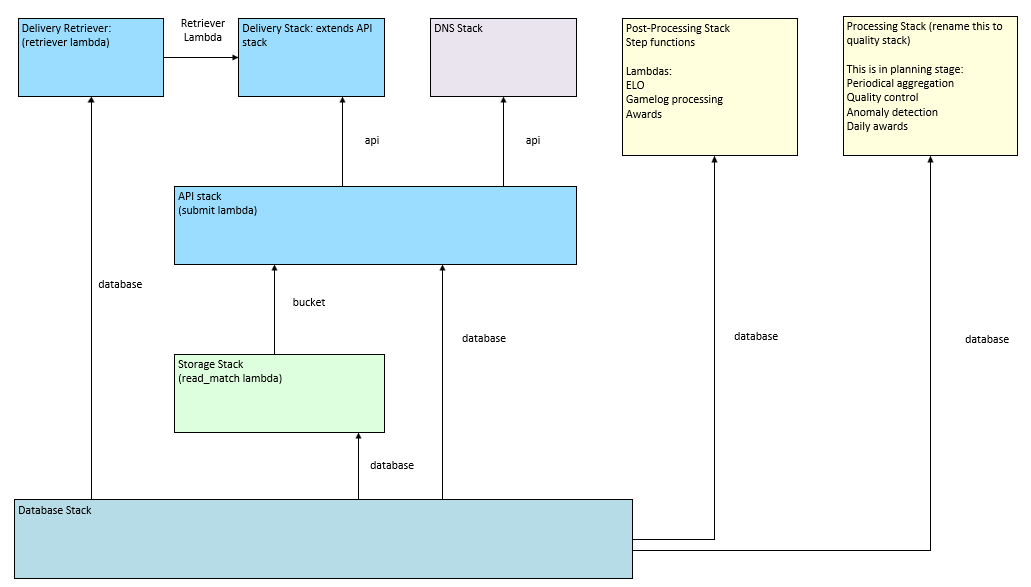 Delivery Retriever:
(retriever lambda)
Retriever
Lambda
Delivery Stack: extends API
stack
DNS Stack
Post-Processing Stack
Step functions
Lambdas:
ELO
Gamelog processing
Awards
Processing Stack (rename this to
quality stack)
This is in planning stage:
Periodical aggregation
Quality control
Anomaly detection
Daily awards
api
api
API stack
(submit lambda)
database
bucket
database
database
database
Storage Stack
(read_match lambda)
database
Database Stack